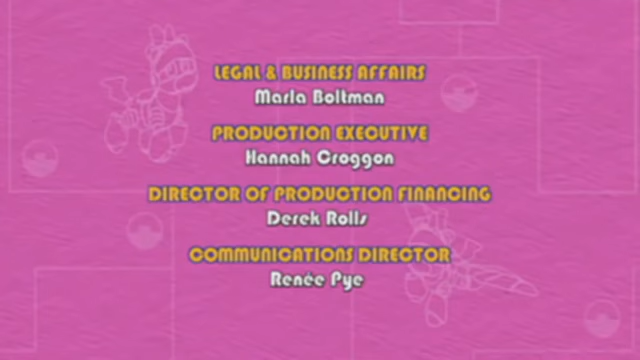 LEGAL & BUSINESS AFFAIRS
Marla Boltman
PRODUCTION EXECUTIVE
Hannah Croggon
DIRECTOR OF PRODUCTION FINANCING
Derek Rolls
COMMUNICATIONS DIRECTOR
Renée Pye